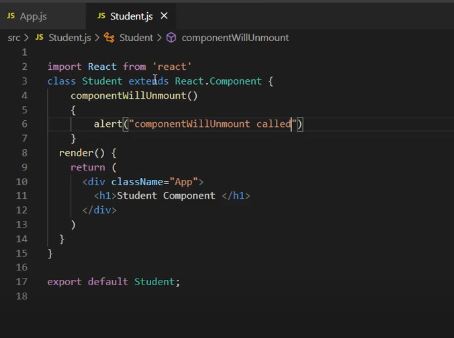 JS App.js JS Student.js ×
src > JS Student.js > Student > componentWillUnmount
1
2 import React from 'react'
3 class Student extends React.Component {
4 componentWillUnmount()
5 {
6 alert("componentWillUnmount called")
7 }
8 render() {
9 return (
10 <div className="App">
11 <h1>Student Component </h1>
12 </div>
13 )
14 }
15 }
16
17 export default Student;
18